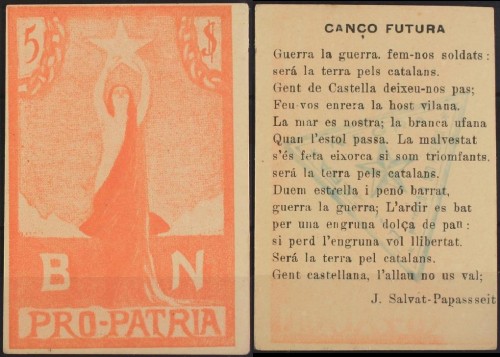 5 $
B N
PRO-PATRIA
CANÇO FUTURA
Guerra la guerra. fem-nos soldats:
será la terra pels catalans.
Gent de Castella deixeu-nos pas;
Feu-vos enrera la host vilana.
La mar es nostra; la branca ufana
Quan l'éstol passa. La malvestat
s'és feta eixorca si som triomfants.
será la terra pels catalans.
Duem estrella i penó barrat,
guerra la guerra; L'ardir es bat
per una engruna dolça de pan:
si perd l'engruna vol llibertat.
Será la terra pel catalans.
Gent castellana, l'allau no us val;
J. Salvat-Papassseit